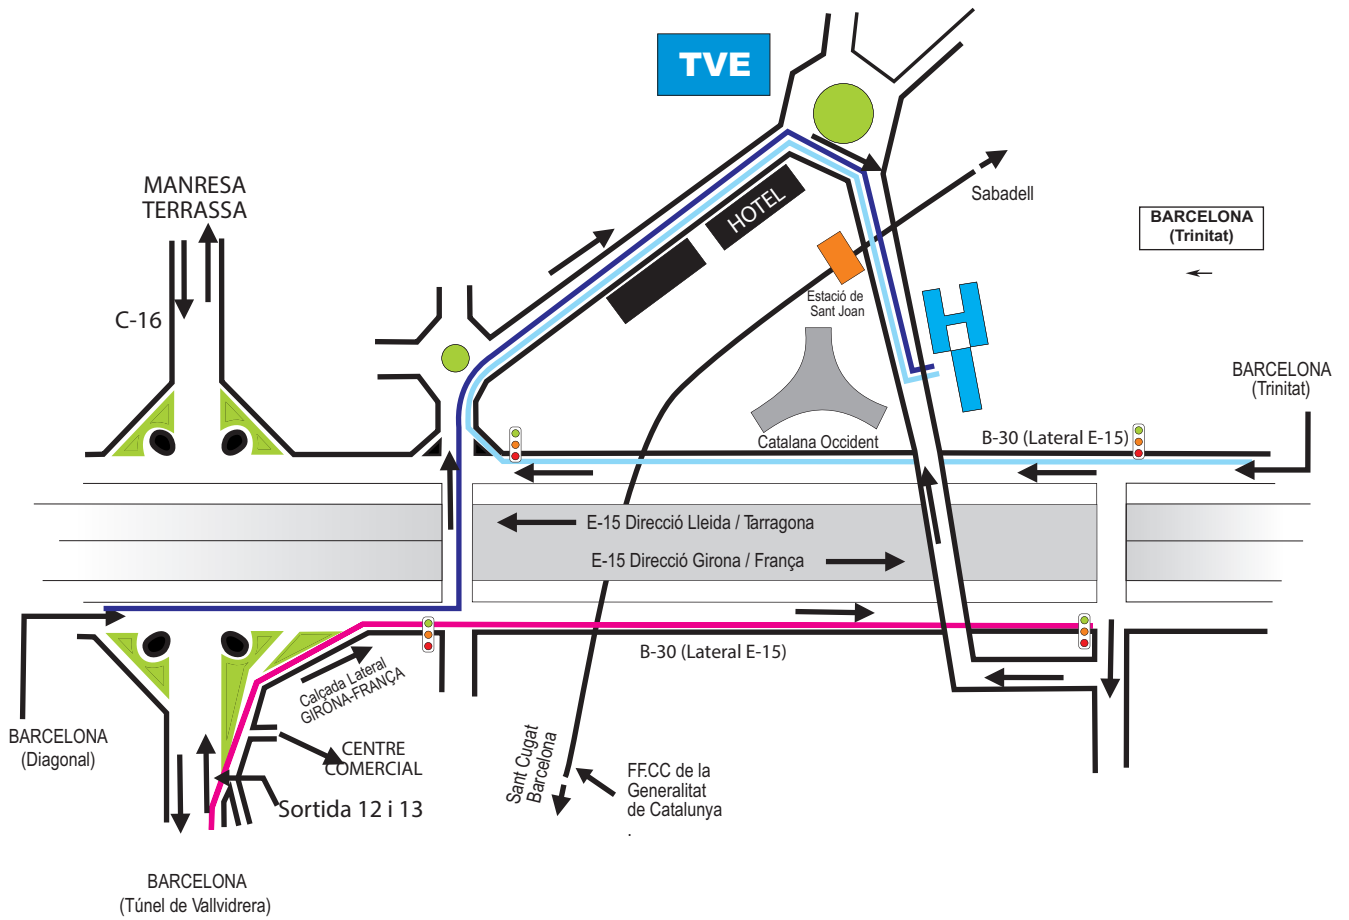 TVE
MANRESA
TERRASSA
C-16
HOTEL
Sabadell
BARCELONA
(Trinitat)
Estació de
Sant Joan
BARCELONA
(Trinitat)
Catalana Occident
B-30 (Lateral E-15)
E-15 Direcció Lleida / Tarragona
E-15 Direcció Girona / França
B-30 (Lateral E-15)
Calçada Lateral
GIRONA-FRANÇA
BARCELONA
(Diagonal)
CENTRE
COMERCIAL
Sortida 12 i 13
Sant Cugat
Barcelona
FF.CC de la
Generalitat
de Catalunya
.
BARCELONA
(Túnel de Vallvidrera)